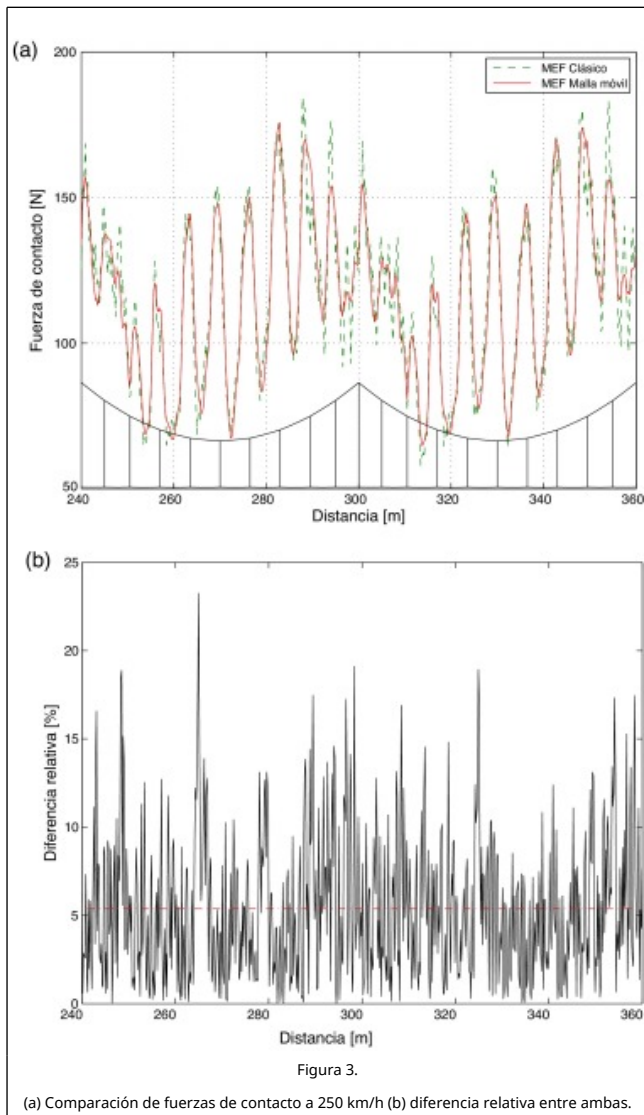 (a)
200
MEF Clásico
MEF Malla móvil
150
Fuerza de contacto [N]
100
50
240 260 280 300 320 340 360
Distancia [m]
(b)
25
20
15
Diferencia relativa [%]
10
5
0
240 260 280 300 320 340 360
Distancia [m]
Figura 3.
(a) Comparación de fuerzas de contacto a 250 km/h (b) diferencia relativa entre ambas.